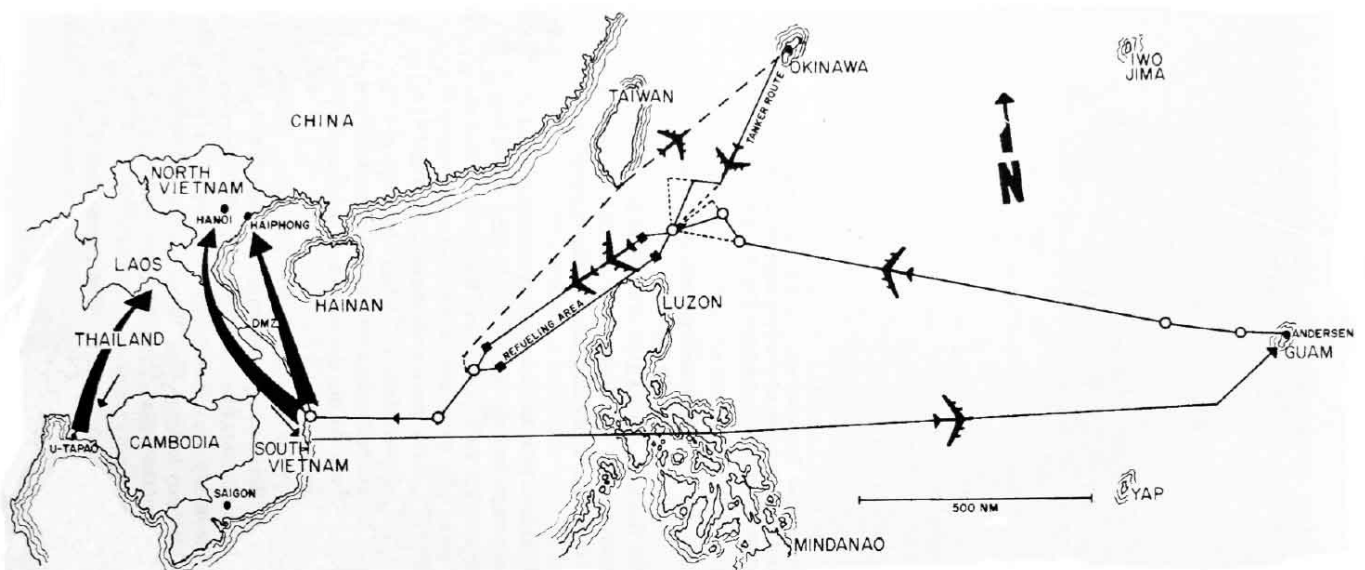 OKINAWA
IWO
JIMA
TAIWAN
TANKER ROUTE
CHINA
N
NORTH
VIETNAM
HANOI
HAIPHONG
LAOS
HAINAN
LUZON
DMZ
REFUELING AREA
THAILAND
ANDERSEN
GUAM
U-TAPAO
CAMBODIA
SOUTH
VIETNAM
SAIGON
500 NM
YAP
MINDANAO